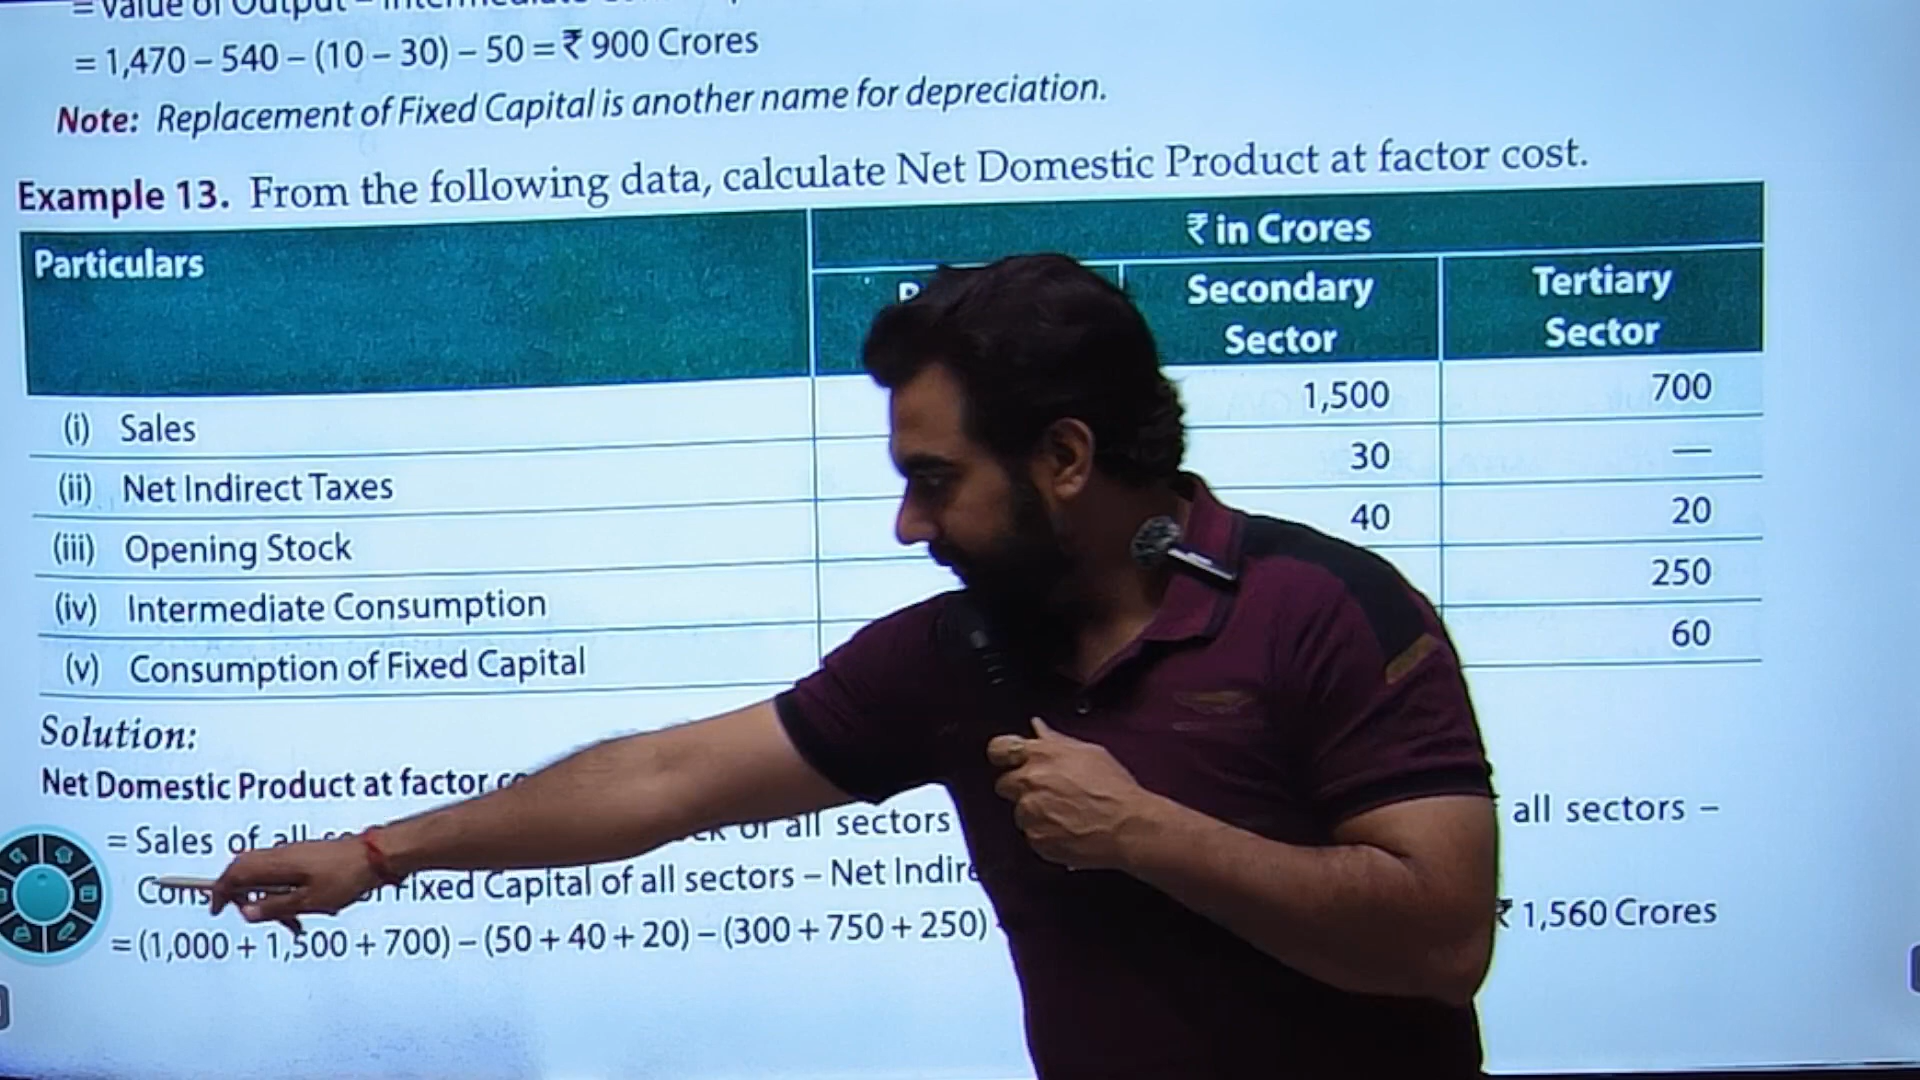 = Value of Output –
= 1,470 – 540 – (10 – 30) – 50 = ₹ 900 Crores
Note: Replacement of Fixed Capital is another name for depreciation.
Example 13. From the following data, calculate Net Domestic Product at factor cost.
Particulars
₹ in Crores
Secondary Sector
Tertiary Sector
(i) Sales 1,500 700
(ii) Net Indirect Taxes 30 —
(iii) Opening Stock 40 20
(iv) Intermediate Consumption 250
(v) Consumption of Fixed Capital 60
Solution:
Net Domestic Product at factor
= Sales of all of all sectors all sectors –
Fixed Capital of all sectors – Net
= (1,000 + 1,500 + 700) – (50 + 40 + 20) – (300 + 750 + 250) ₹ 1,560 Crores